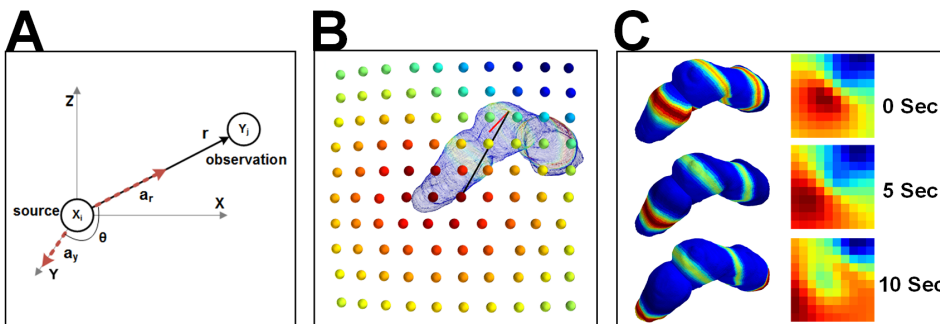 A
B
C
Z
r
Yj
observation
ar
source
Xi
X
θ
ay
Y
0 Sec
5 Sec
10 Sec